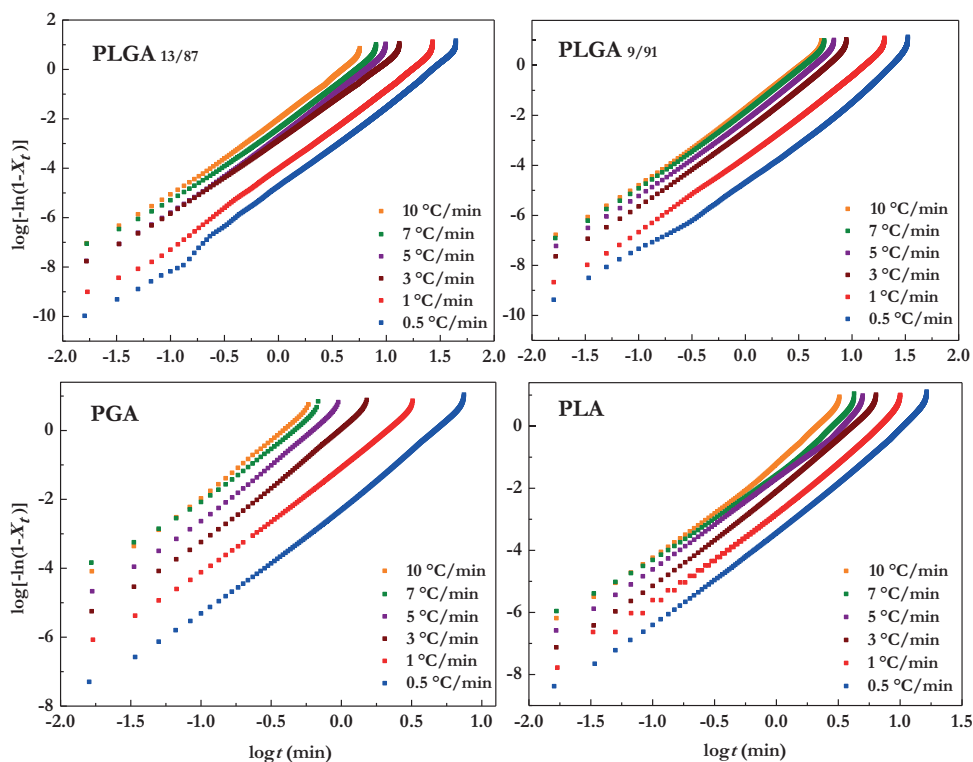 PLGA 13/87
log[-ln(1-Xt)]
2
0
-2
-4
-6
-8
-10
10 °C/min
7 °C/min
5 °C/min
3 °C/min
1 °C/min
0.5 °C/min
-2.0 -1.5 -1.0 -0.5 0.0 0.5 1.0 1.5 2.0
PLGA 9/91
2
0
-2
-4
-6
-8
-10
10 °C/min
7 °C/min
5 °C/min
3 °C/min
1 °C/min
0.5 °C/min
-2.0 -1.5 -1.0 -0.5 0.0 0.5 1.0 1.5 2.0
PGA
log[-ln(1-Xt)]
0
-2
-4
-6
-8
10 °C/min
7 °C/min
5 °C/min
3 °C/min
1 °C/min
0.5 °C/min
-2.0 -1.5 -1.0 -0.5 0.0 0.5 1.0
log t (min)
PLA
0
-2
-4
-6
-8
10 °C/min
7 °C/min
5 °C/min
3 °C/min
1 °C/min
0.5 °C/min
-2.0 -1.5 -1.0 -0.5 0.0 0.5 1.0 1.5
log t (min)